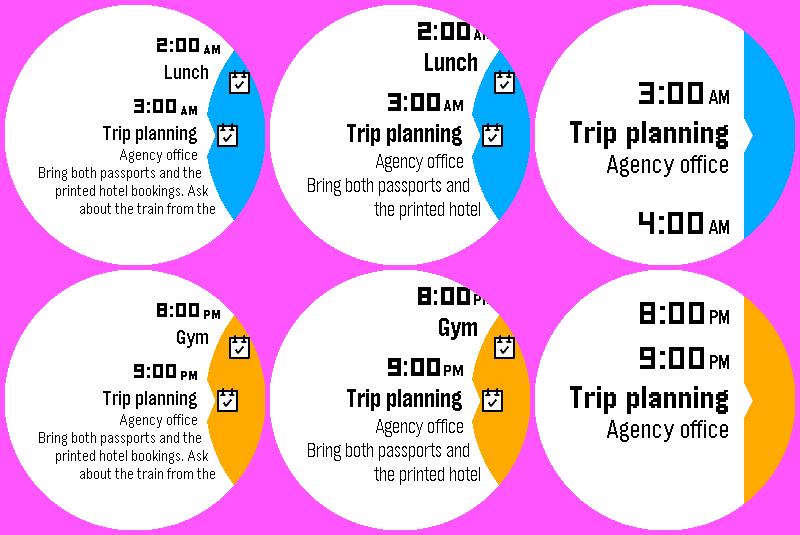 2:00 AM
Lunch
3:00 AM
Trip planning
Agency office
Bring both passports and the
printed hotel bookings. Ask
about the train from the
2:00 AM
Lunch
3:00 AM
Trip planning
Agency office
Bring both passports and
the printed hotel
3:00 AM
Trip planning
Agency office
4:00 AM
8:00 PM
Gym
9:00 PM
Trip planning
Agency office
Bring both passports and the
printed hotel bookings. Ask
about the train from the
8:00 PM
Gym
9:00 PM
Trip planning
Agency office
Bring both passports and
the printed hotel
8:00 PM
9:00 PM
Trip planning
Agency office